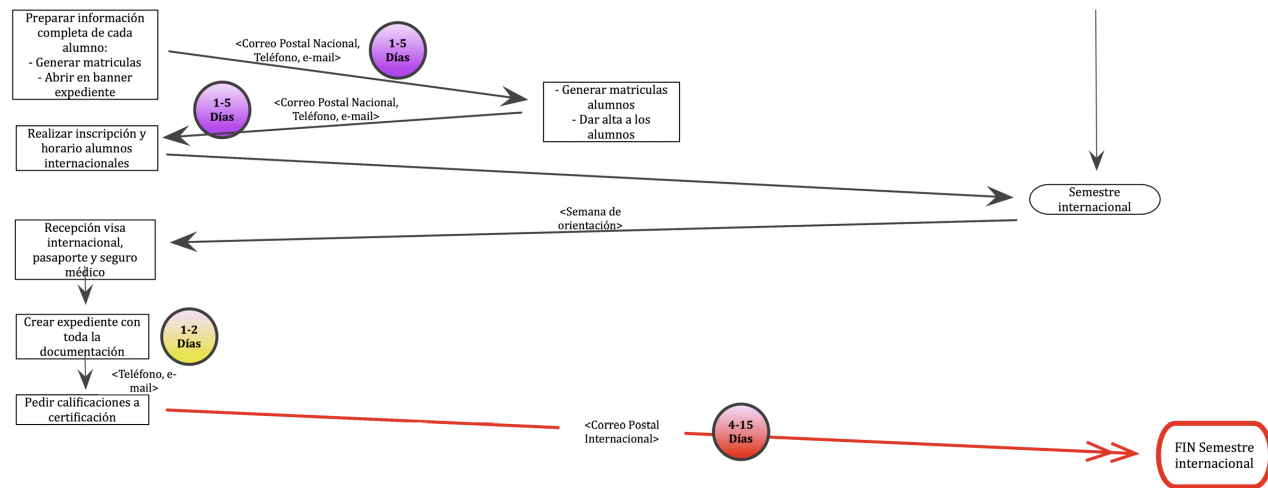 Preparar información
completa de cada
alumno:
- Generar matriculas
- Abrir en banner
expediente
<Correo Postal Nacional,
Teléfono, e-mail>
1-5
Días
1-5
Días
<Correo Postal Nacional,
Teléfono, e-mail>
- Generar matriculas
alumnos
- Dar alta a los
alumnos
Realizar inscripción y
horario alumnos
internacionales
Semestre
internacional
<Semana de
orientación>
Recepción visa
internacional,
pasaporte y seguro
médico
Crear expediente con
toda la
documentación
1-2
Días
<Teléfono, e-
mail>
Pedir calificaciones a
certificación
<Correo Postal
Internacional>
4-15
Días
FIN Semestre
internacional